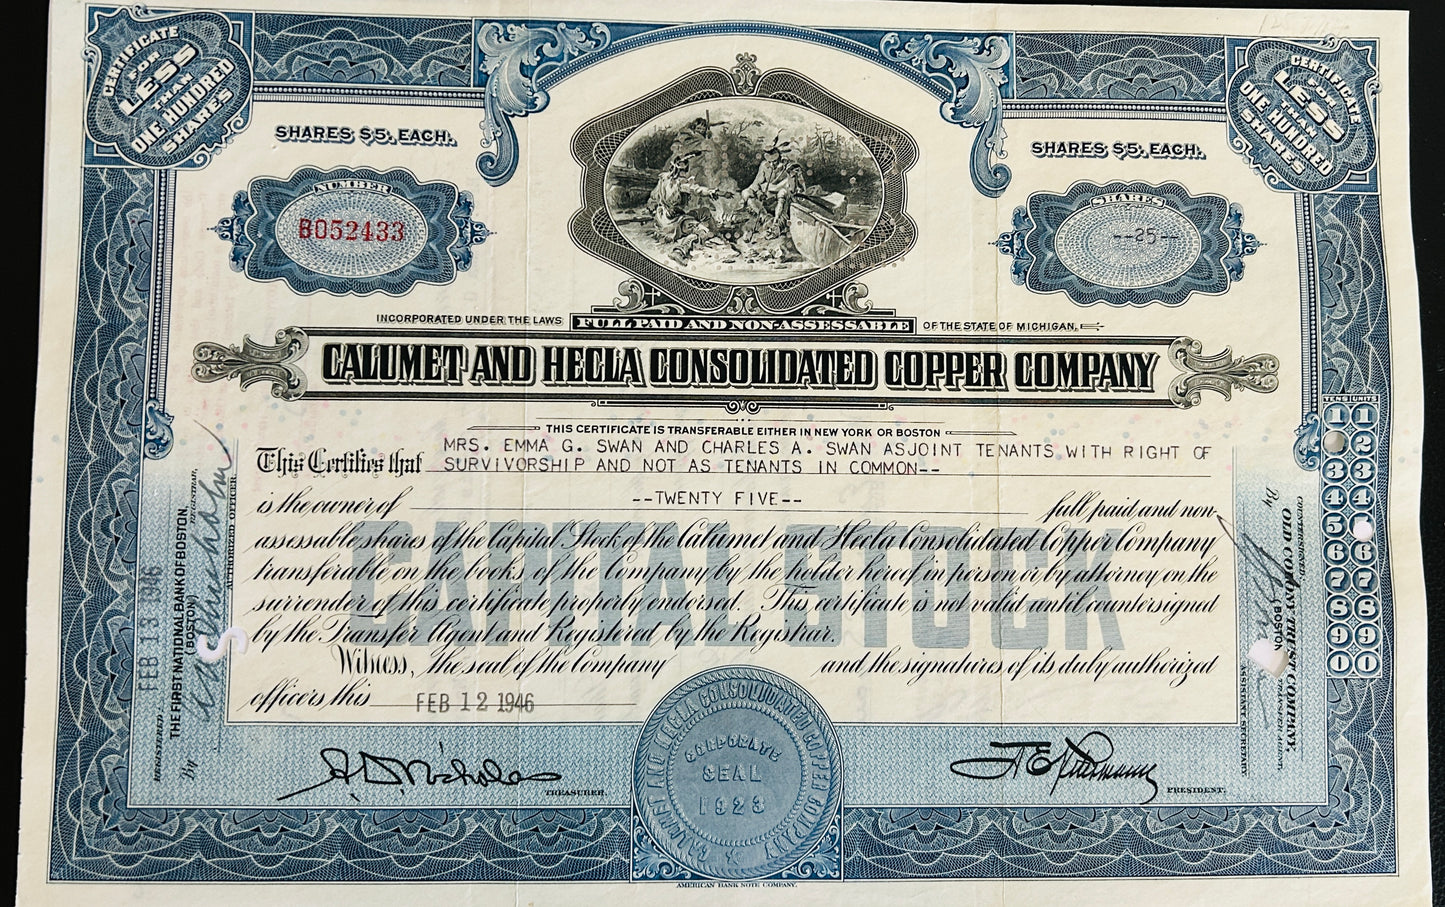 CERTIFICATE
FOR
LESS
THAN
ONE HUNDRED
SHARES
CERTIFICATE
FOR
LESS
THAN
ONE HUNDRED
SHARES
SHARES $5. EACH.
SHARES $5. EACH.
NUMBER
BO52433
SHARES
--25--
INCORPORATED UNDER THE LAWS FULL PAID AND NON-ASSESSABLE OF THE STATE OF MICHIGAN.
CALUMET AND HECLA CONSOLIDATED COPPER COMPANY
THIS CERTIFICATE IS TRANSFERABLE EITHER IN NEW YORK OR BOSTON
This Certifies that MRS. EMMA G. SWAN AND CHARLES A. SWAN ASJOINT TENANTS WITH RIGHT OF
SURVIVORSHIP AND NOT AS TENANTS IN COMMON--
is the owner of --TWENTY FIVE-- full paid and non-
assessable shares of the Capital Stock of the Calumet and Hecla Consolidated Copper Company
transferable on the books of the Company by the holder hereof in person or by attorney on the
surrender of this certificate properly endorsed. This certificate is not valid until countersigned
by the Transfer Agent and Registered by the Registrar.
CAPITAL STOCK
Witness, the seal of the Company and the signatures of its duly authorized
officers this FEB 12 1946
A. D. Nicholas
TREASURER.
PRESIDENT.
CALUMET AND HECLA CONSOLIDATED COPPER COMPANY
CORPORATE
SEAL
1923
AMERICAN BANK NOTE COMPANY.
REGISTERED: FEB 13 1946
THE FIRST NATIONAL BANK OF BOSTON,
(BOSTON) REGISTRAR,
By
AUTHORIZED OFFICER.
COUNTERSIGNED:
OLD COLONY TRUST COMPANY,
(BOSTON) TRANSFER AGENT.
By
ASSISTANT SECRETARY.
TENS UNITS
1 1
2
3 3
4 4
5
6 6
7 7
8 8
9 9
0 0